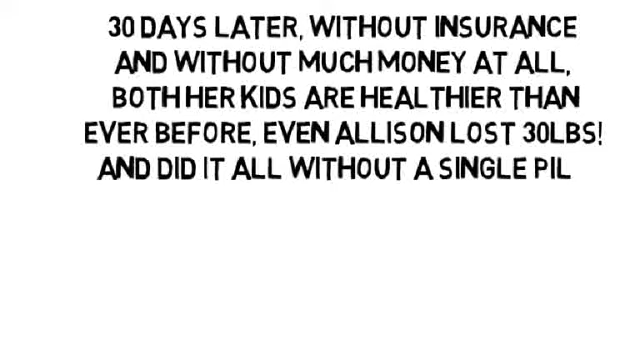 30 DAYS LATER, WITHOUT INSURANCE
AND WITHOUT MUCH MONEY AT ALL,
BOTH HER KIDS ARE HEALTHIER THAN
EVER BEFORE, EVEN ALLISON LOST 30LBS!
AND DID IT ALL WITHOUT A SINGLE PIL